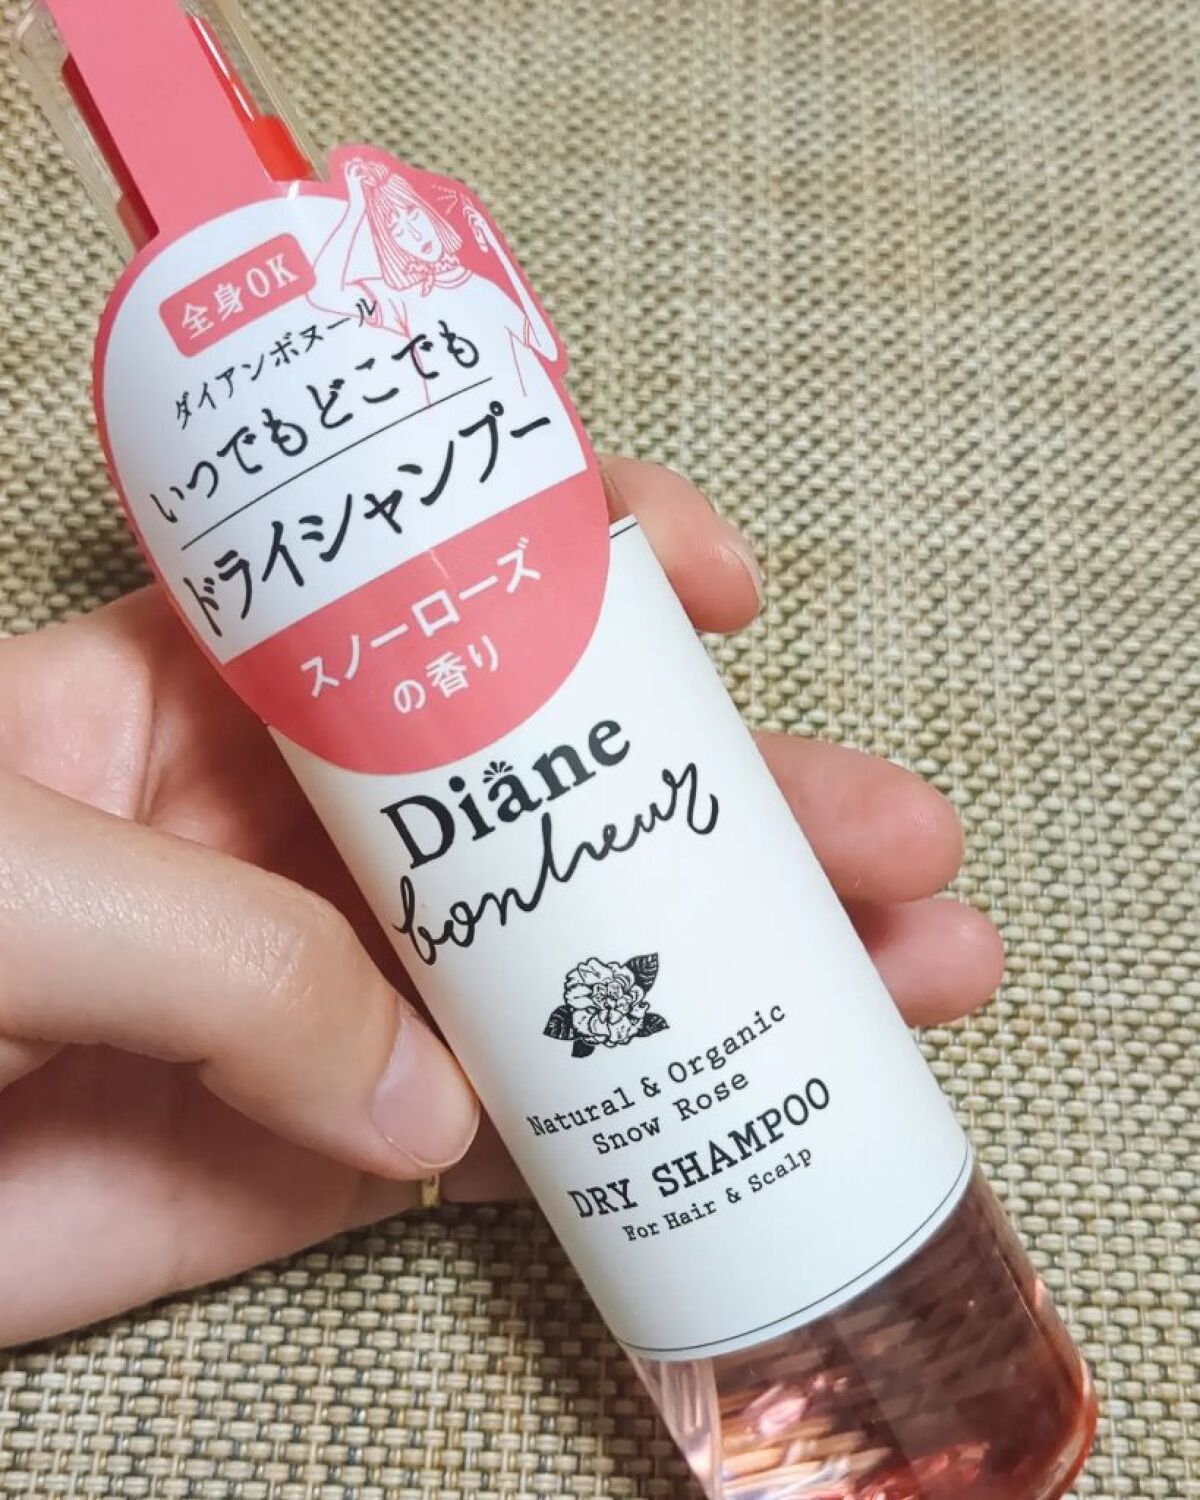 全身OK
ダイアンボヌール
いつでもどこでも
ドライシャンプー
スノーローズ
の香り
Diane
bonheur
Natural & Organic
Snow Rose
DRY SHAMPOO
For Hair & Scalp